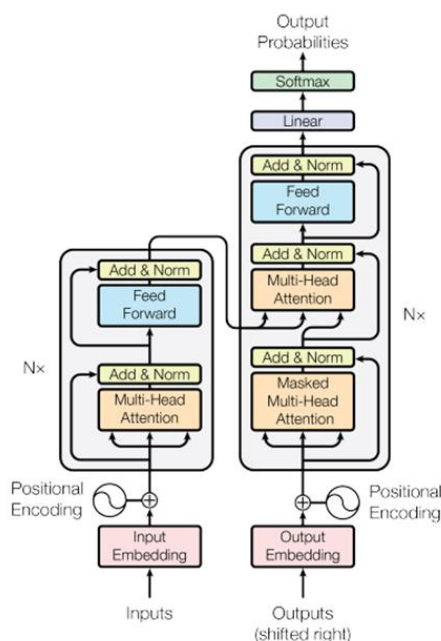 Output
Probabilities
Softmax
Linear
Add & Norm
Feed
Forward
Add & Norm
Multi-Head
Attention
Add & Norm
Masked
Multi-Head
Attention
N×
Positional
Encoding
Output
Embedding
Outputs
(shifted right)
Add & Norm
Feed
Forward
Add & Norm
Multi-Head
Attention
N×
Positional
Encoding
Input
Embedding
Inputs